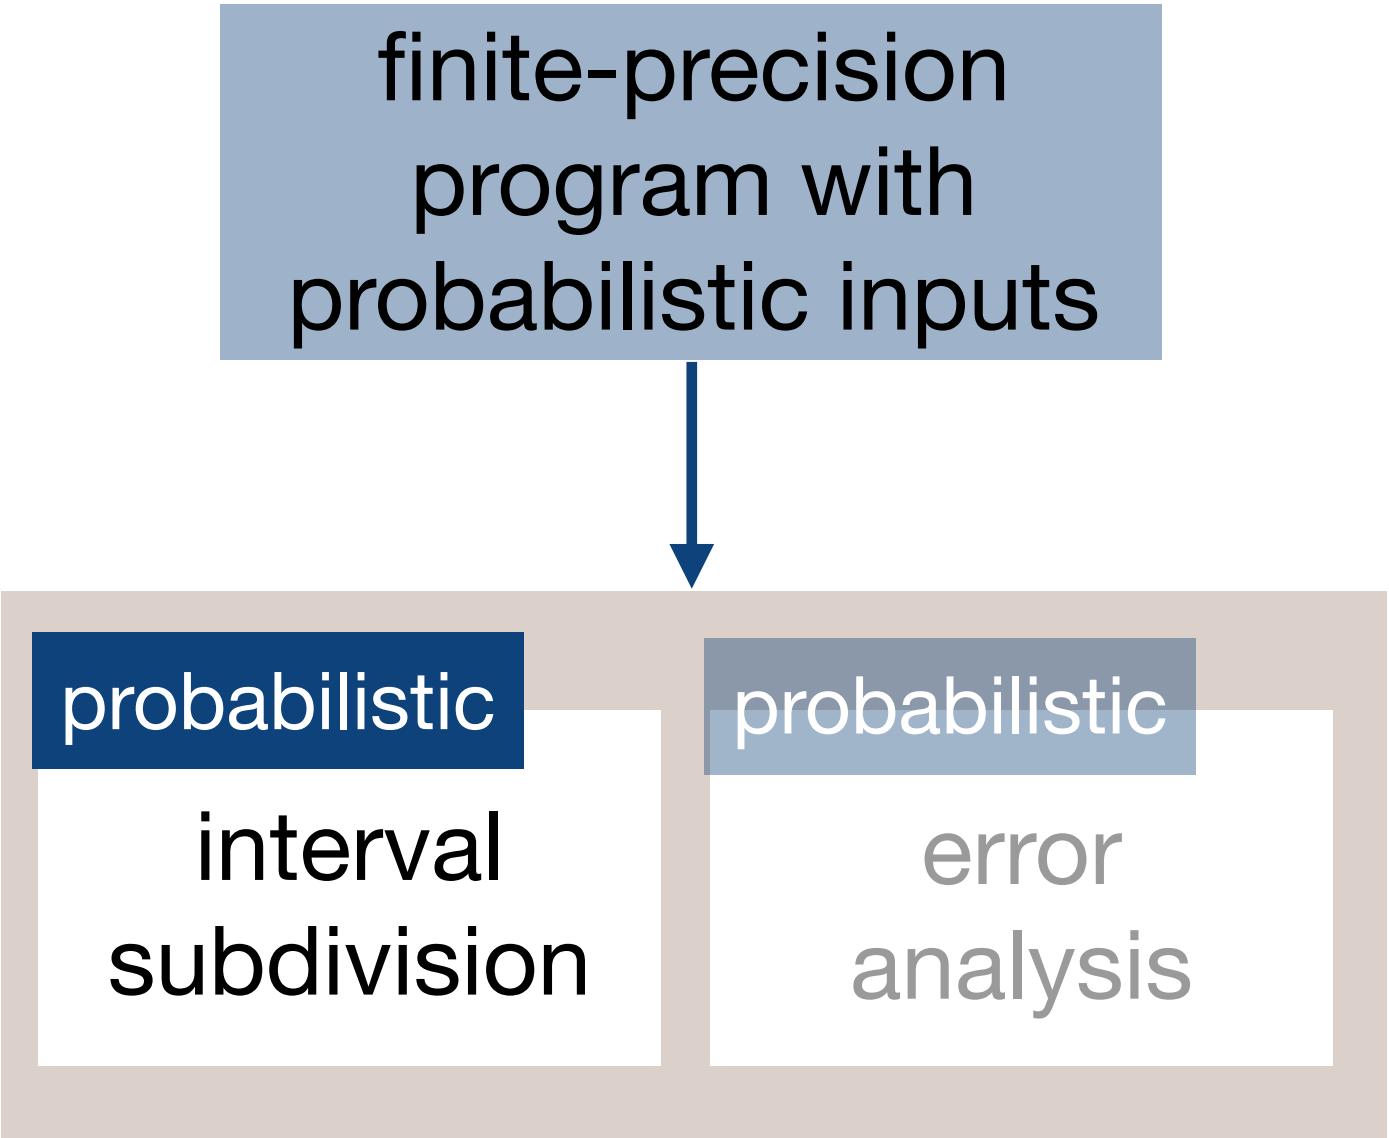 finite-precision
program with
probabilistic inputs
probabilistic
interval
subdivision
probabilistic
error
analysis